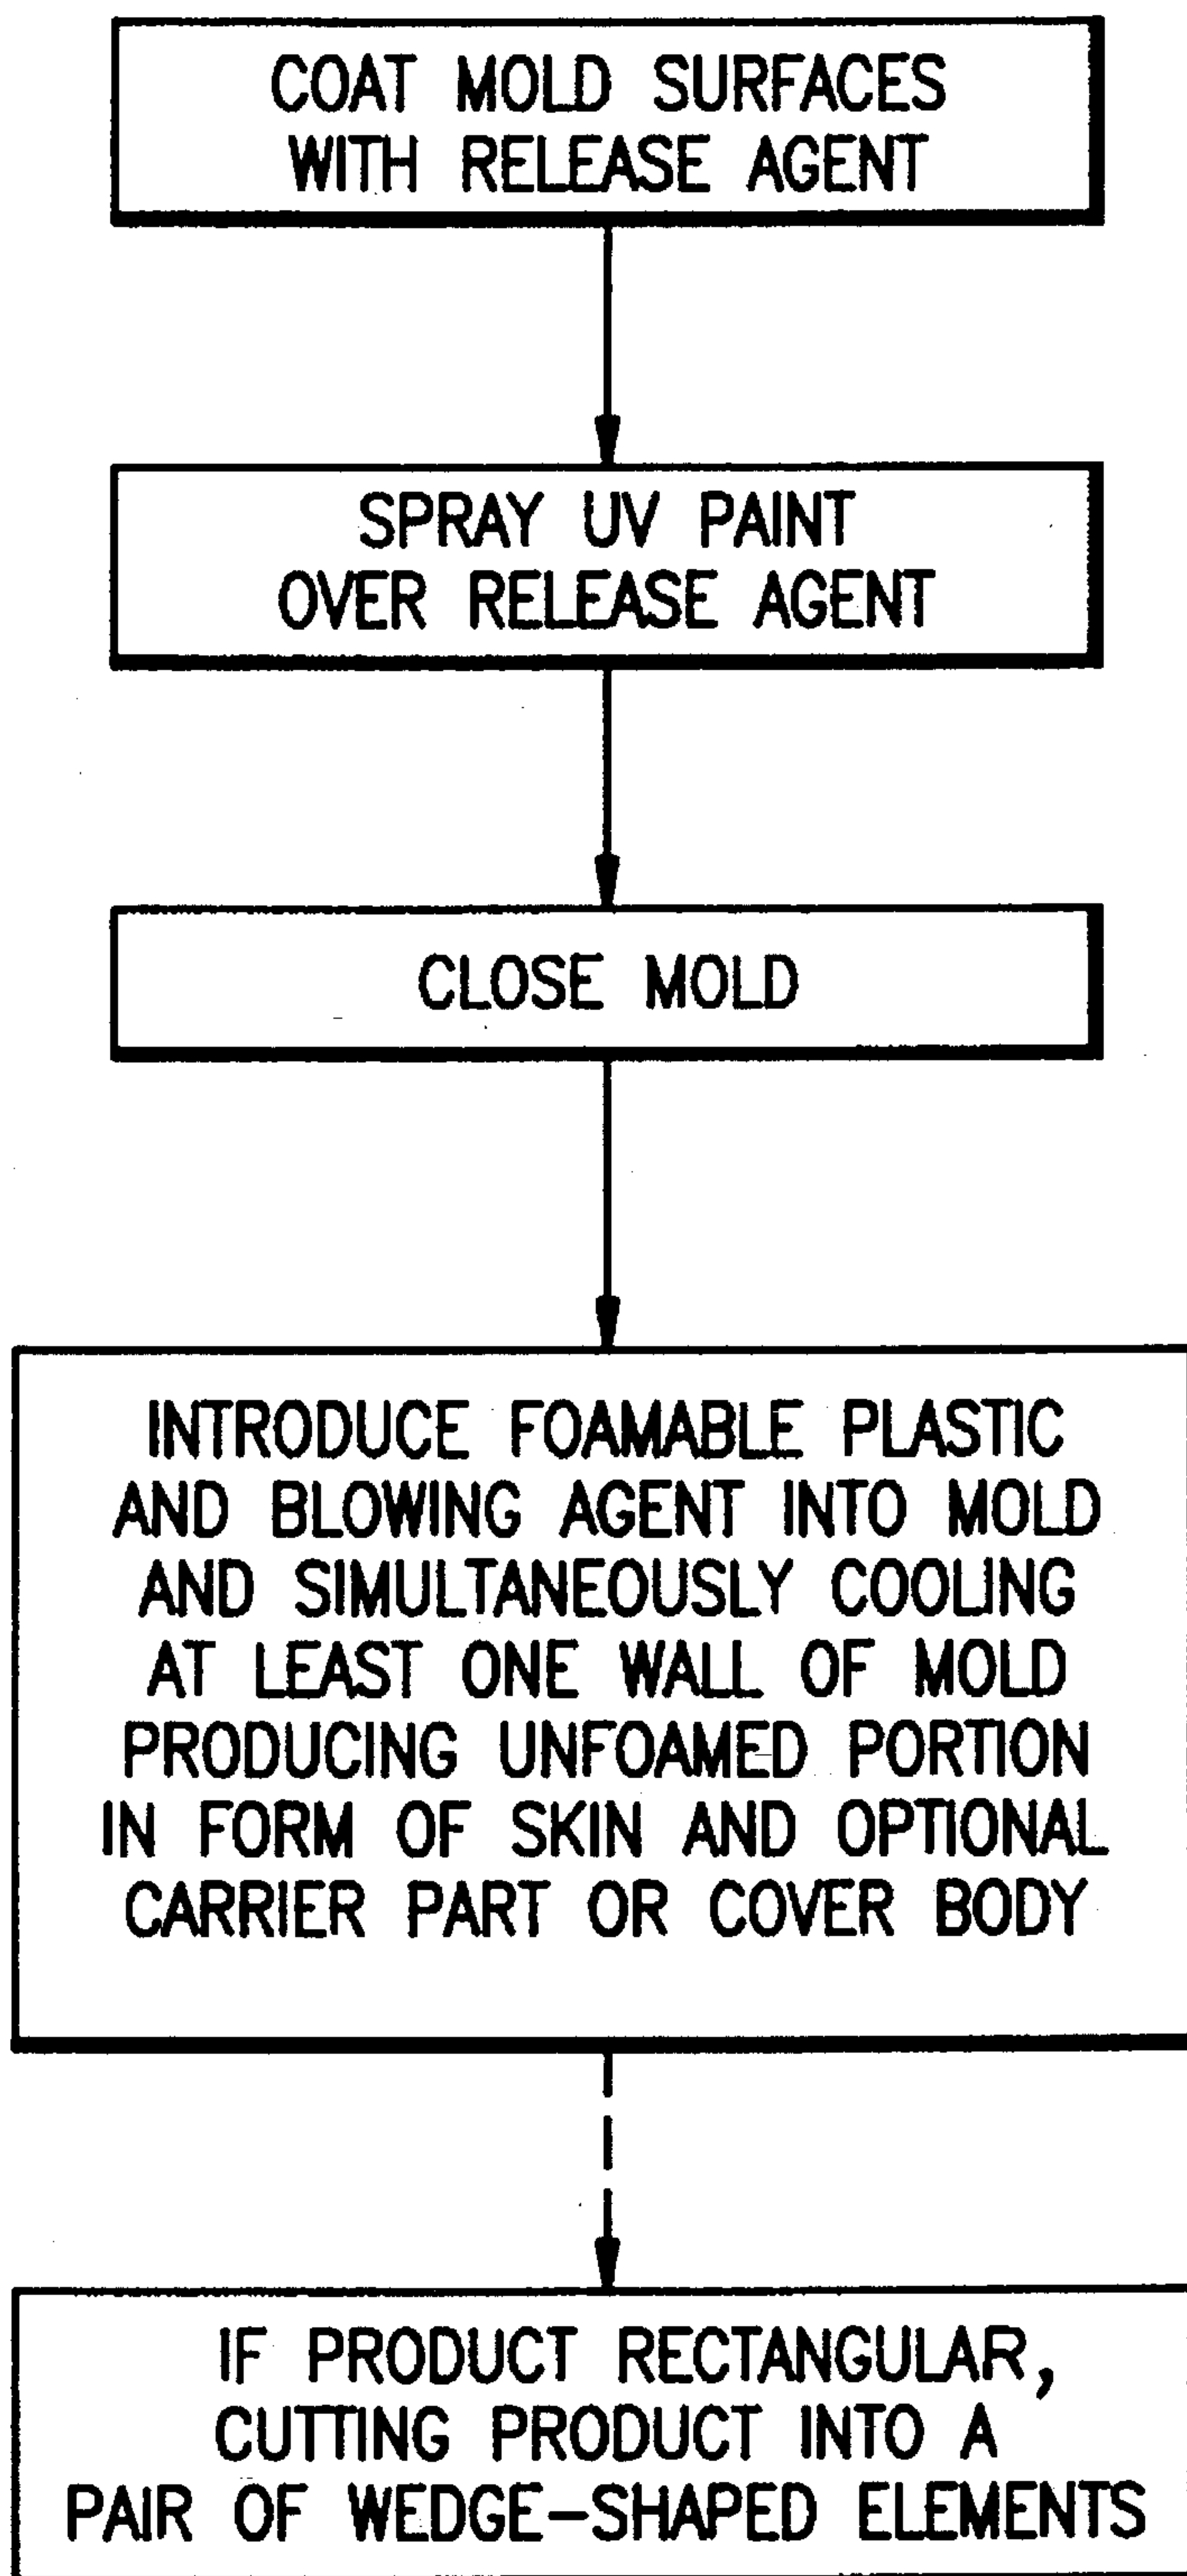 COAT MOLD SURFACES
WITH RELEASE AGENT
SPRAY UV PAINT
OVER RELEASE AGENT
CLOSE MOLD
INTRODUCE FOAMABLE PLASTIC
AND BLOWING AGENT INTO MOLD
AND SIMULTANEOUSLY COOLING
AT LEAST ONE WALL OF MOLD
PRODUCING UNFOAMED PORTION
IN FORM OF SKIN AND OPTIONAL
CARRIER PART OR COVER BODY
IF PRODUCT RECTANGULAR,
CUTTING PRODUCT INTO A
PAIR OF WEDGE-SHAPED ELEMENTS